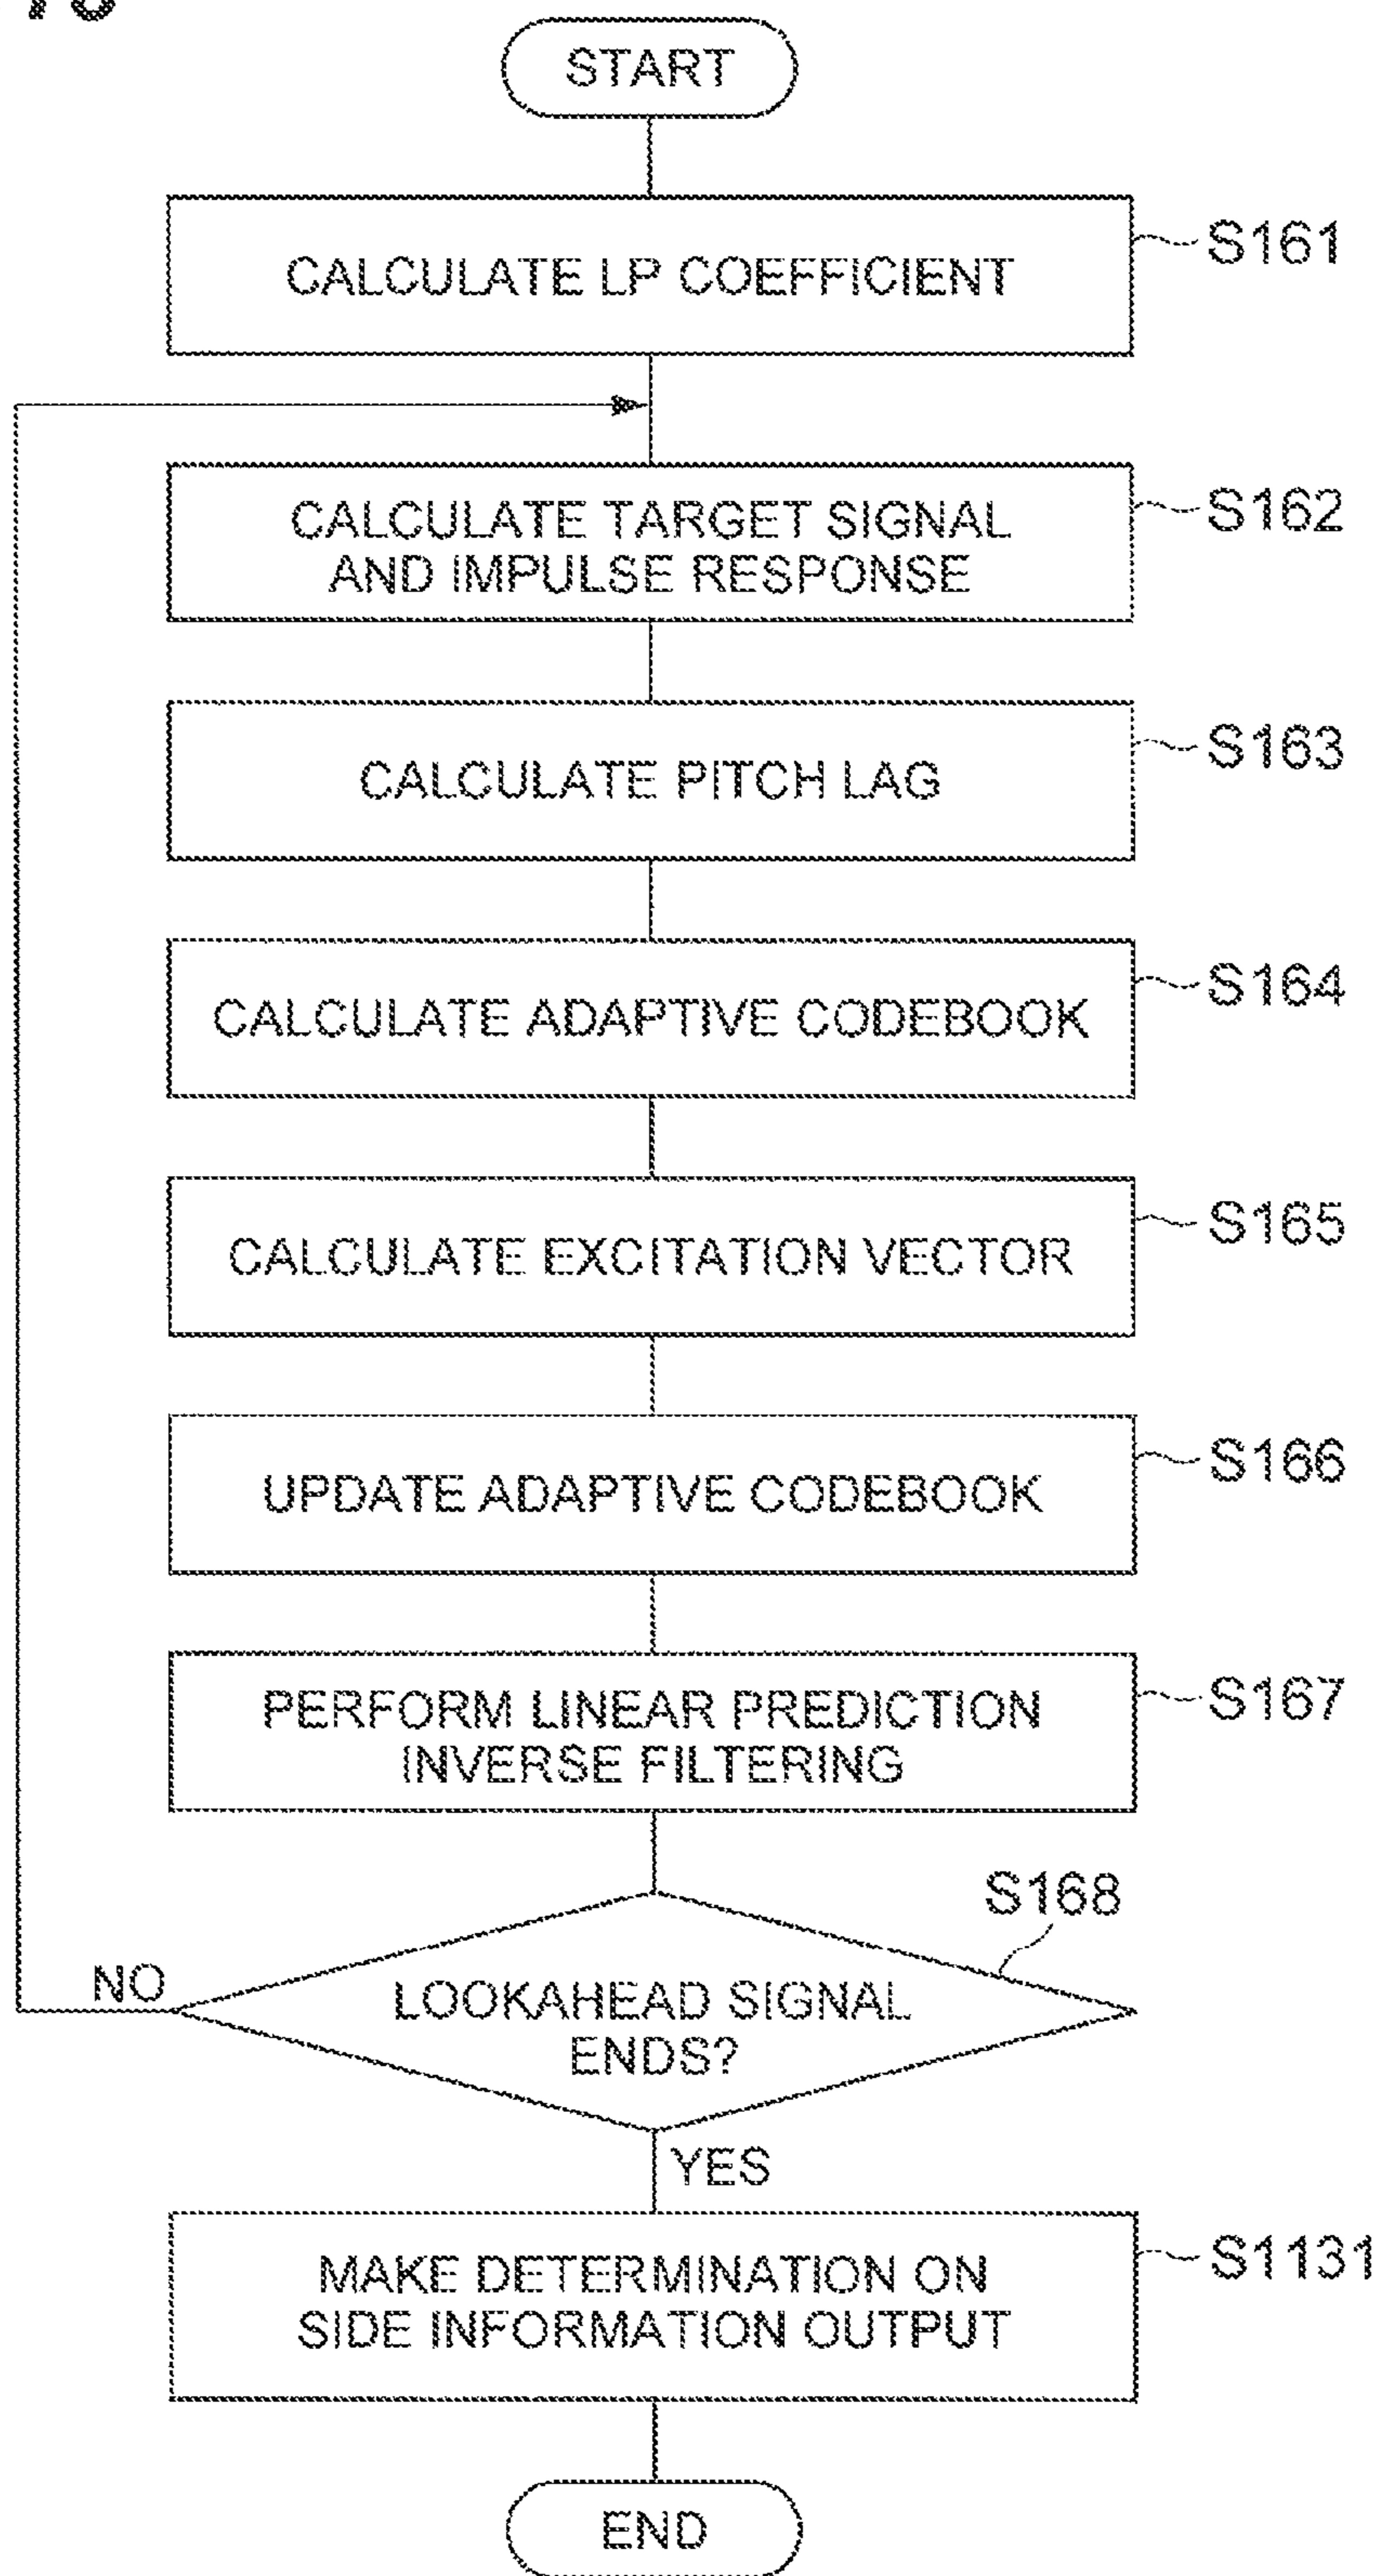 START
CALCULATE LP COEFFICIENT
S161
CALCULATE TARGET SIGNAL
AND IMPULSE RESPONSE
S162
CALCULATE PITCH LAG
S163
CALCULATE ADAPTIVE CODEBOOK
S164
CALCULATE EXCITATION VECTOR
S165
UPDATE ADAPTIVE CODEBOOK
S166
PERFORM LINEAR PREDICTION
INVERSE FILTERING
S167
S168
NO
LOOKAHEAD SIGNAL
ENDS?
YES
MAKE DETERMINATION ON
SIDE INFORMATION OUTPUT
S1131
END